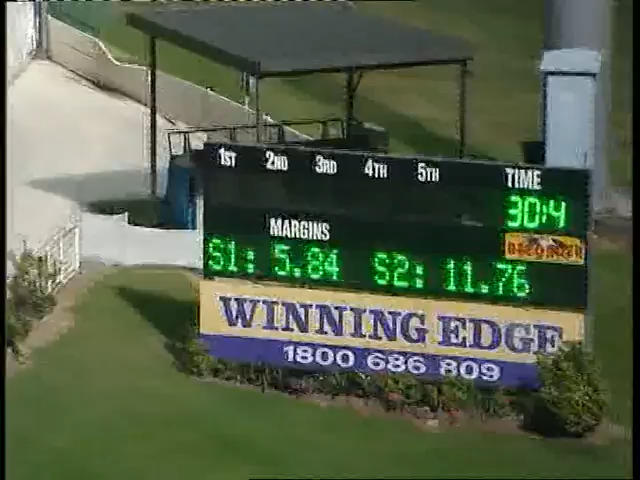 1ST 2ND 3RD 4TH 5TH TIME
30:4
MARGINS
S1: 5.84 S2: 11.76
WINNING EDGE
1800 686 809